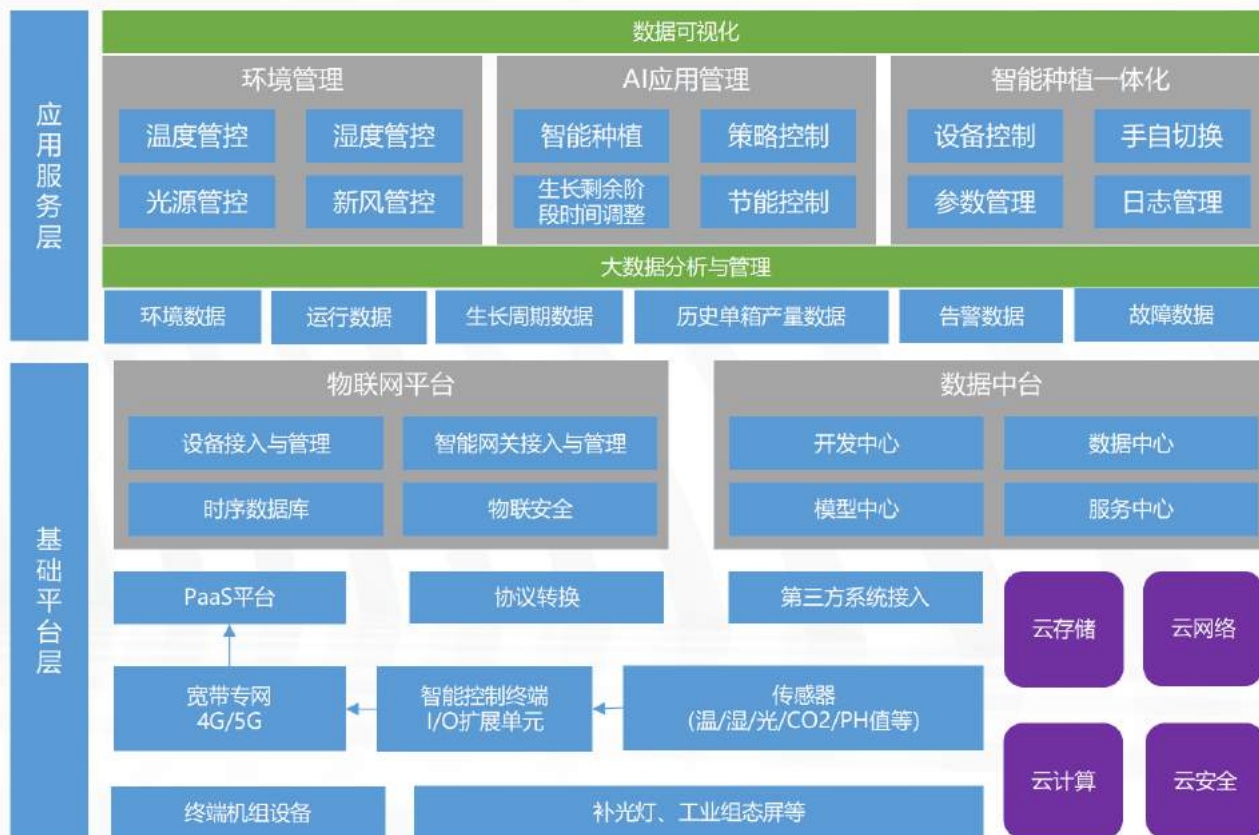 应用服务层
数据可视化
环境管理
温度管控
湿度管控
光源管控
新风管控
AI应用管理
智能种植
策略控制
生长剩余阶
段时间调整
节能控制
智能种植一体化
设备控制
手自切换
参数管理
日志管理
大数据分析与管理
环境数据
运行数据
生长周期数据
历史单箱产量数据
告警数据
故障数据
基础平台层
物联网平台
设备接入与管理
智能网关接入与管理
时序数据库
物联安全
数据中台
开发中心
数据中心
模型中心
服务中心
PaaS平台
协议转换
第三方系统接入
宽带专网
4G/5G
智能控制终端
I/O扩展单元
传感器
(温/湿/光/CO2/PH值等)
终端机组设备
补光灯、工业组态屏等
云存储
云网络
云计算
云安全